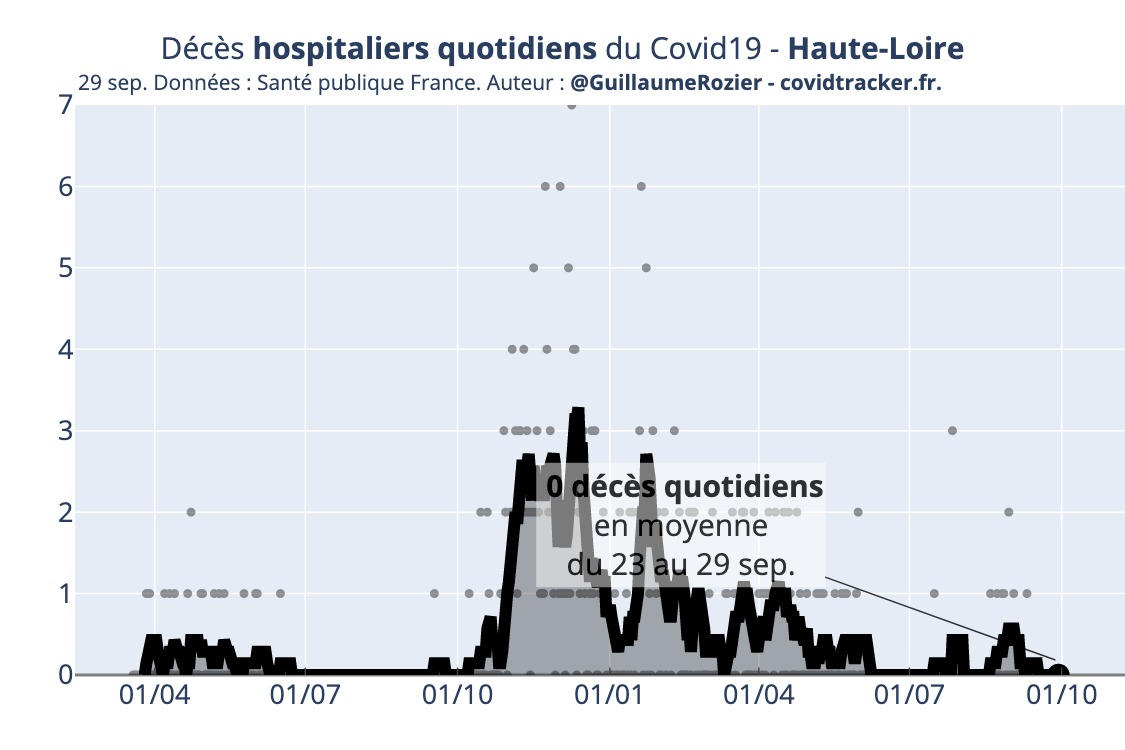 Décès hospitaliers quotidiens du Covid19 - Haute-Loire
29 sep. Données : Santé publique France. Auteur : @GuillaumeRozier - covidtracker.fr.
7
6
5
4
3
2
1
0
0 décès quotidiens
en moyenne
du 23 au 29 sep.
01/04 01/07 01/10 01/01 01/04 01/07 01/10